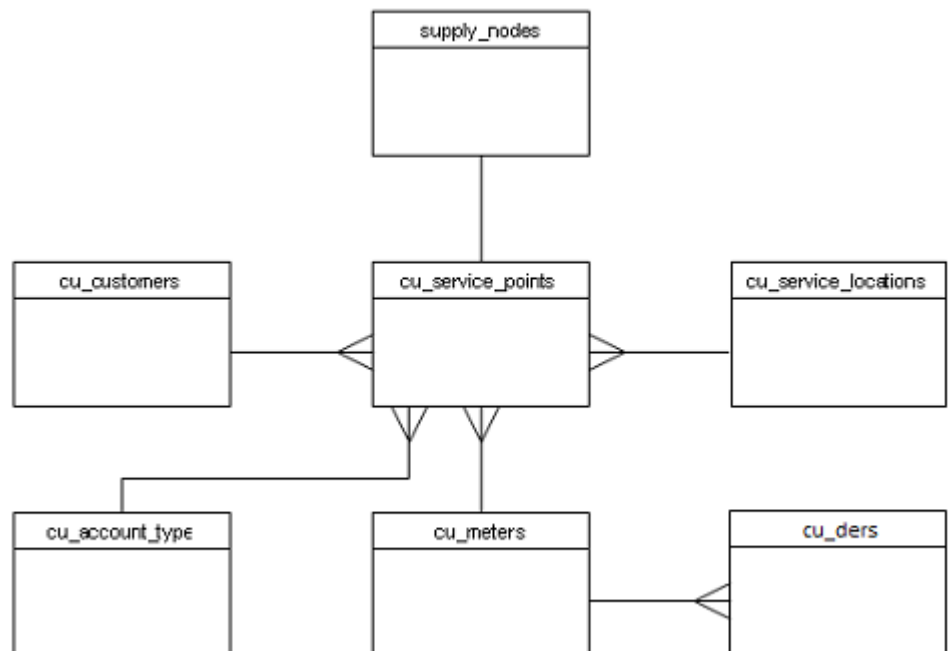 supply_nodes
cu_customers
cu_service_points
cu_service_locations
cu_account_type
cu_meters
cu_ders